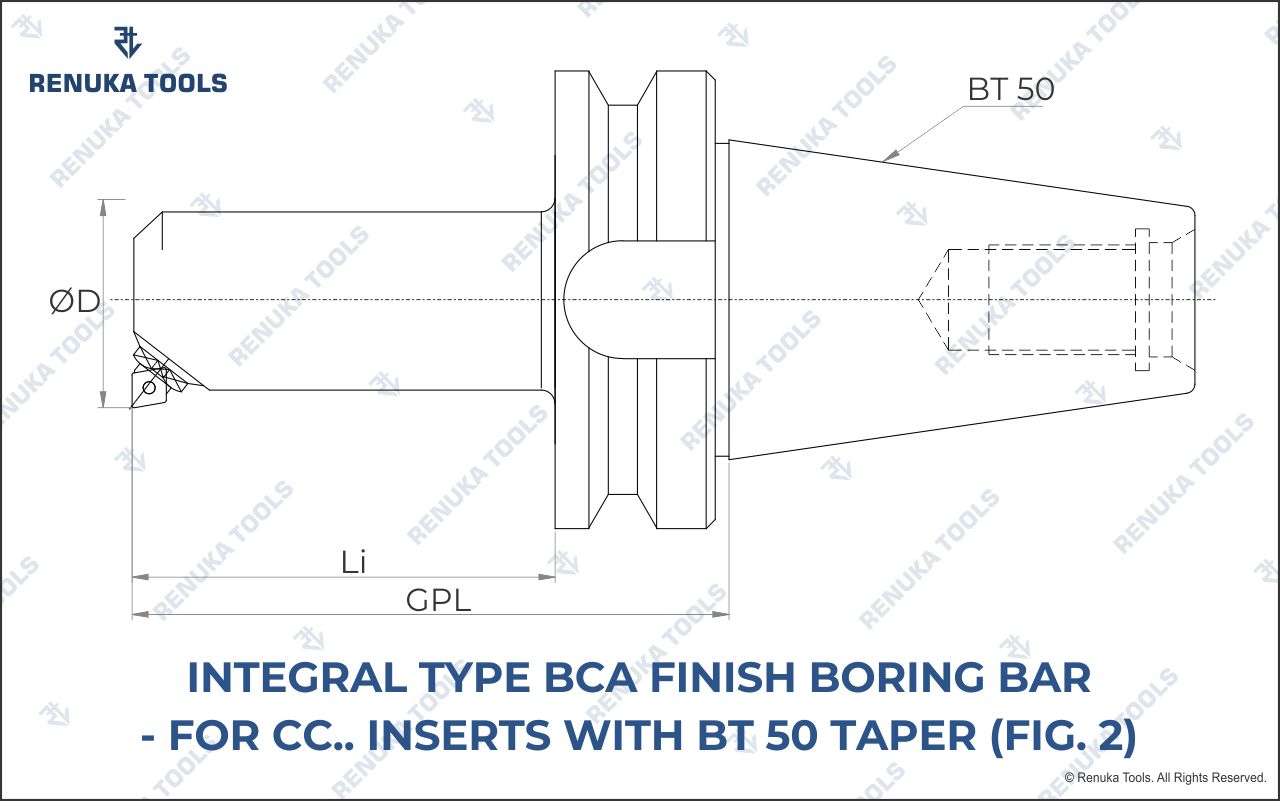 RENUKA TOOLS
BT 50
ØD
Li
GPL
INTEGRAL TYPE BCA FINISH BORING BAR
- FOR CC.. INSERTS WITH BT 50 TAPER (FIG. 2)
© Renuka Tools. All Rights Reserved.